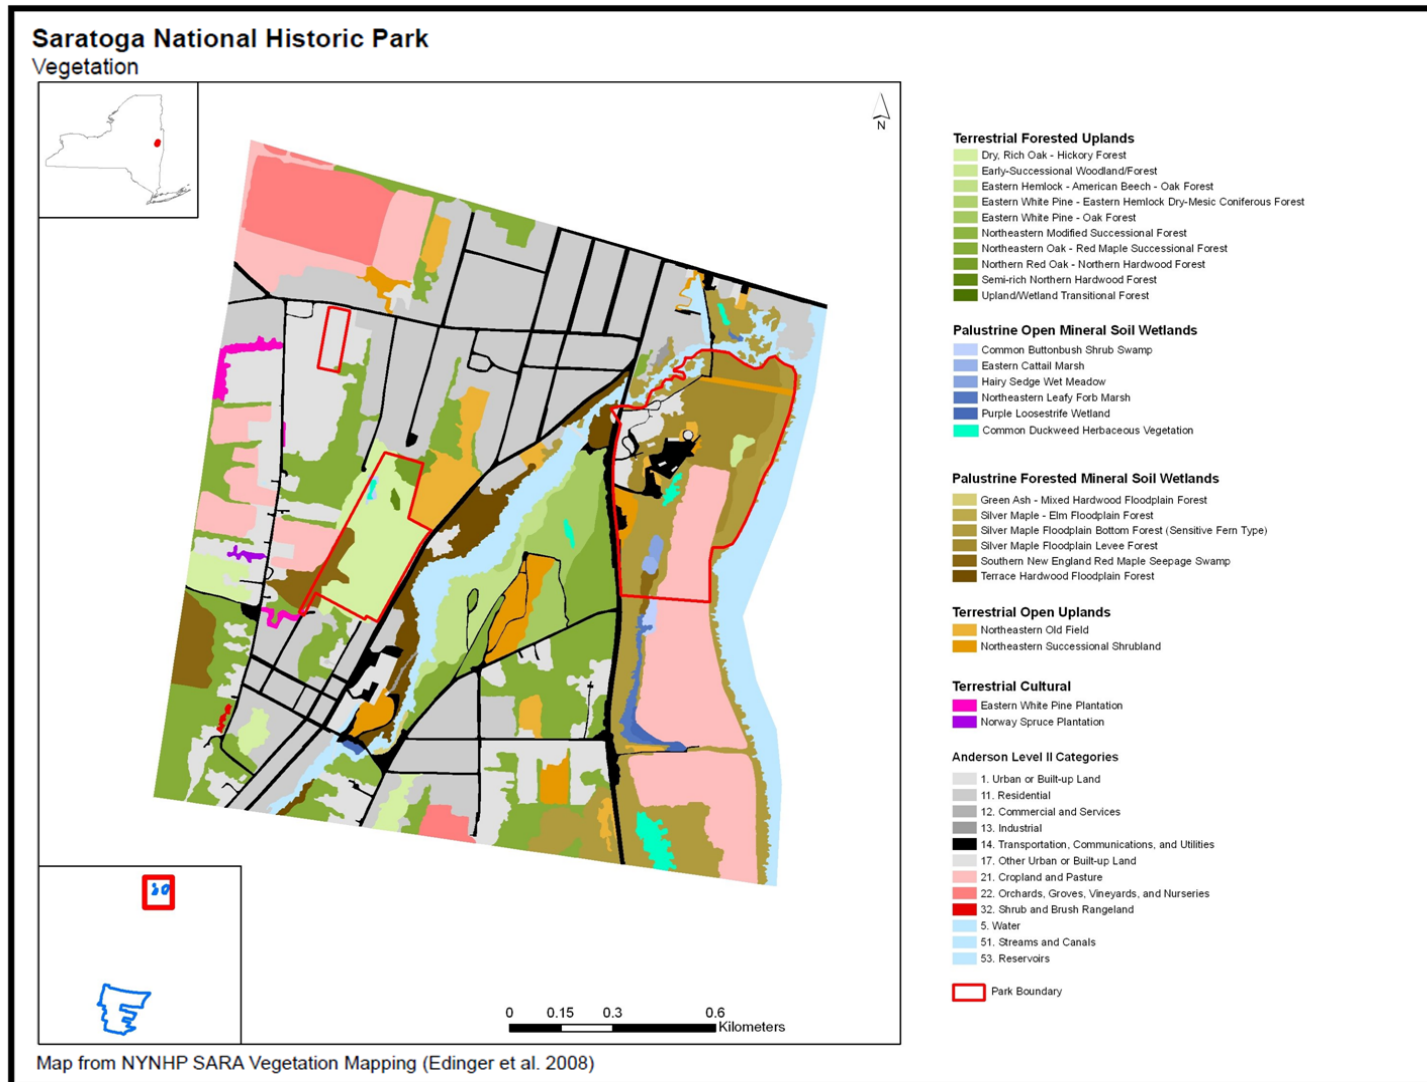 Saratoga National Historic Park
Vegetation
N
Terrestrial Forested Uplands
Dry, Rich Oak - Hickory Forest
Early-Successional Woodland/Forest
Eastern Hemlock - American Beech - Oak Forest
Eastern White Pine - Eastern Hemlock Dry-Mesic Coniferous Forest
Eastern White Pine - Oak Forest
Northeastern Modified Successional Forest
Northeastern Oak - Red Maple Successional Forest
Northern Red Oak - Northern Hardwood Forest
Semi-rich Northern Hardwood Forest
Upland/Wetland Transitional Forest
Palustrine Open Mineral Soil Wetlands
Common Buttonbush Shrub Swamp
Eastern Cattail Marsh
Hairy Sedge Wet Meadow
Northeastern Leafy Forb Marsh
Purple Loosestrife Wetland
Common Duckweed Herbaceous Vegetation
Palustrine Forested Mineral Soil Wetlands
Green Ash - Mixed Hardwood Floodplain Forest
Silver Maple - Elm Floodplain Forest
Silver Maple Floodplain Bottom Forest (Sensitive Fern Type)
Silver Maple Floodplain Levee Forest
Southern New England Red Maple Seepage Swamp
Terrace Hardwood Floodplain Forest
Terrestrial Open Uplands
Northeastern Old Field
Northeastern Successional Shrubland
Terrestrial Cultural
Eastern White Pine Plantation
Norway Spruce Plantation
Anderson Level II Categories
1. Urban or Built-up Land
11. Residential
12. Commercial and Services
13. Industrial
14. Transportation, Communications, and Utilities
17. Other Urban or Built-up Land
21. Cropland and Pasture
22. Orchards, Groves, Vineyards, and Nurseries
32. Shrub and Brush Rangeland
5. Water
51. Streams and Canals
53. Reservoirs
Park Boundary
0 0.15 0.3 0.6
Kilometers
Map from NYNHP SARA Vegetation Mapping (Edinger et al. 2008)